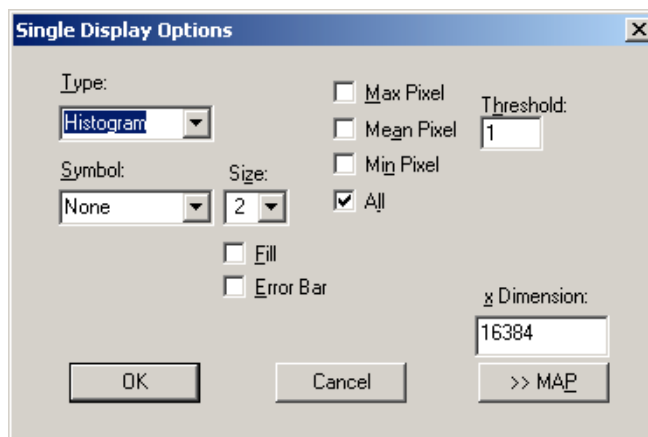 Single Display Options
Type:
Histogram
Symbol:
None
Size:
2
Fill
Error Bar
Max Pixel
Mean Pixel
Min Pixel
All
Threshold:
1
x Dimension:
16384
OK
Cancel
>> MAP